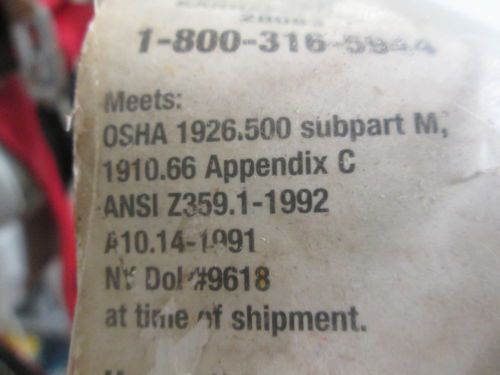 28083
1-800-316-5944
Meets:
OSHA 1926.500 subpart M,
1910.66 Appendix C
ANSI Z359.1-1992
A10.14-1991
NY Dol #9618
at time of shipment.